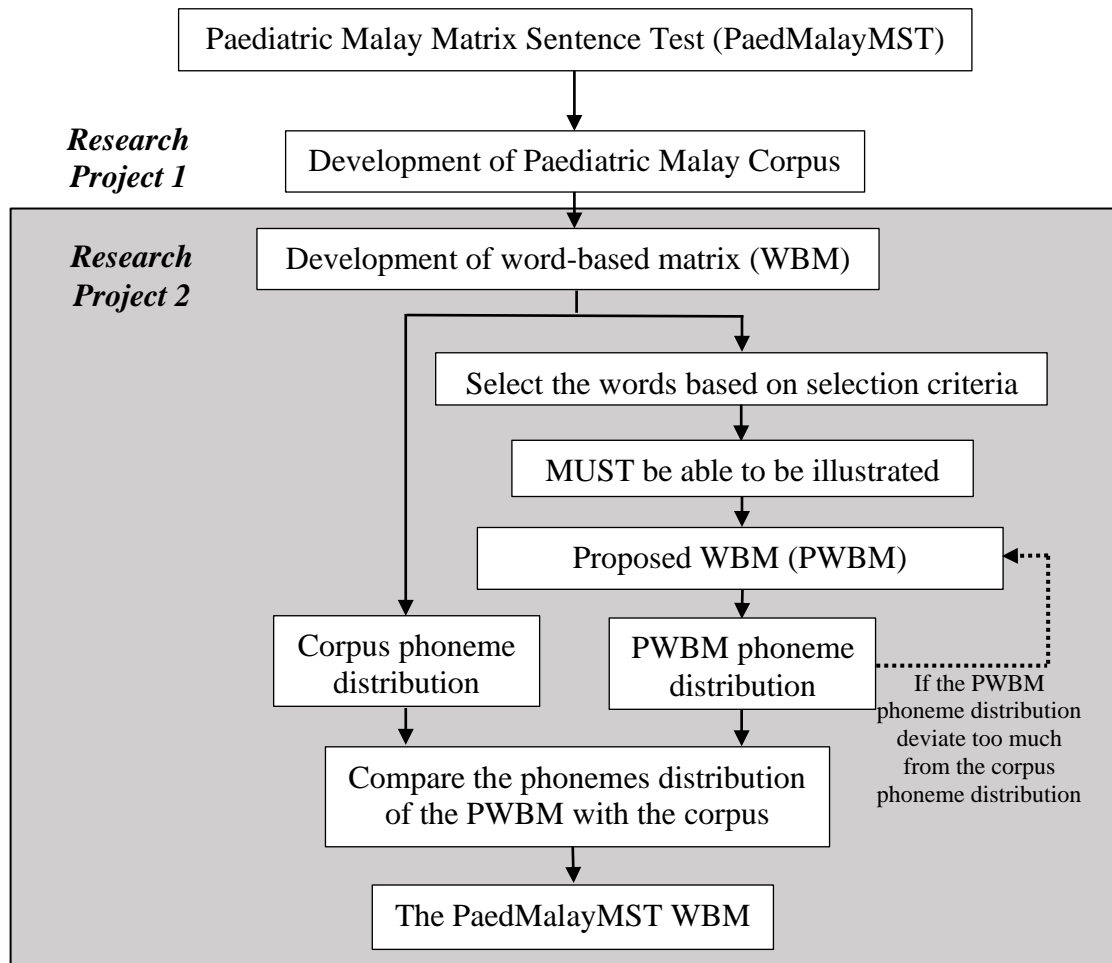 Paediatric Malay Matrix Sentence Test (PaedMalayMST)
Research
Project 1
Development of Paediatric Malay Corpus
Research
Project 2
Development of word-based matrix (WBM)
Select the words based on selection criteria
MUST be able to be illustrated
Proposed WBM (PWBM)
Corpus phoneme
distribution
PWBM phoneme
distribution
If the PWBM
phoneme distribution
deviate too much
from the corpus
phoneme distribution
Compare the phonemes distribution
of the PWBM with the corpus
The PaedMalayMST WBM